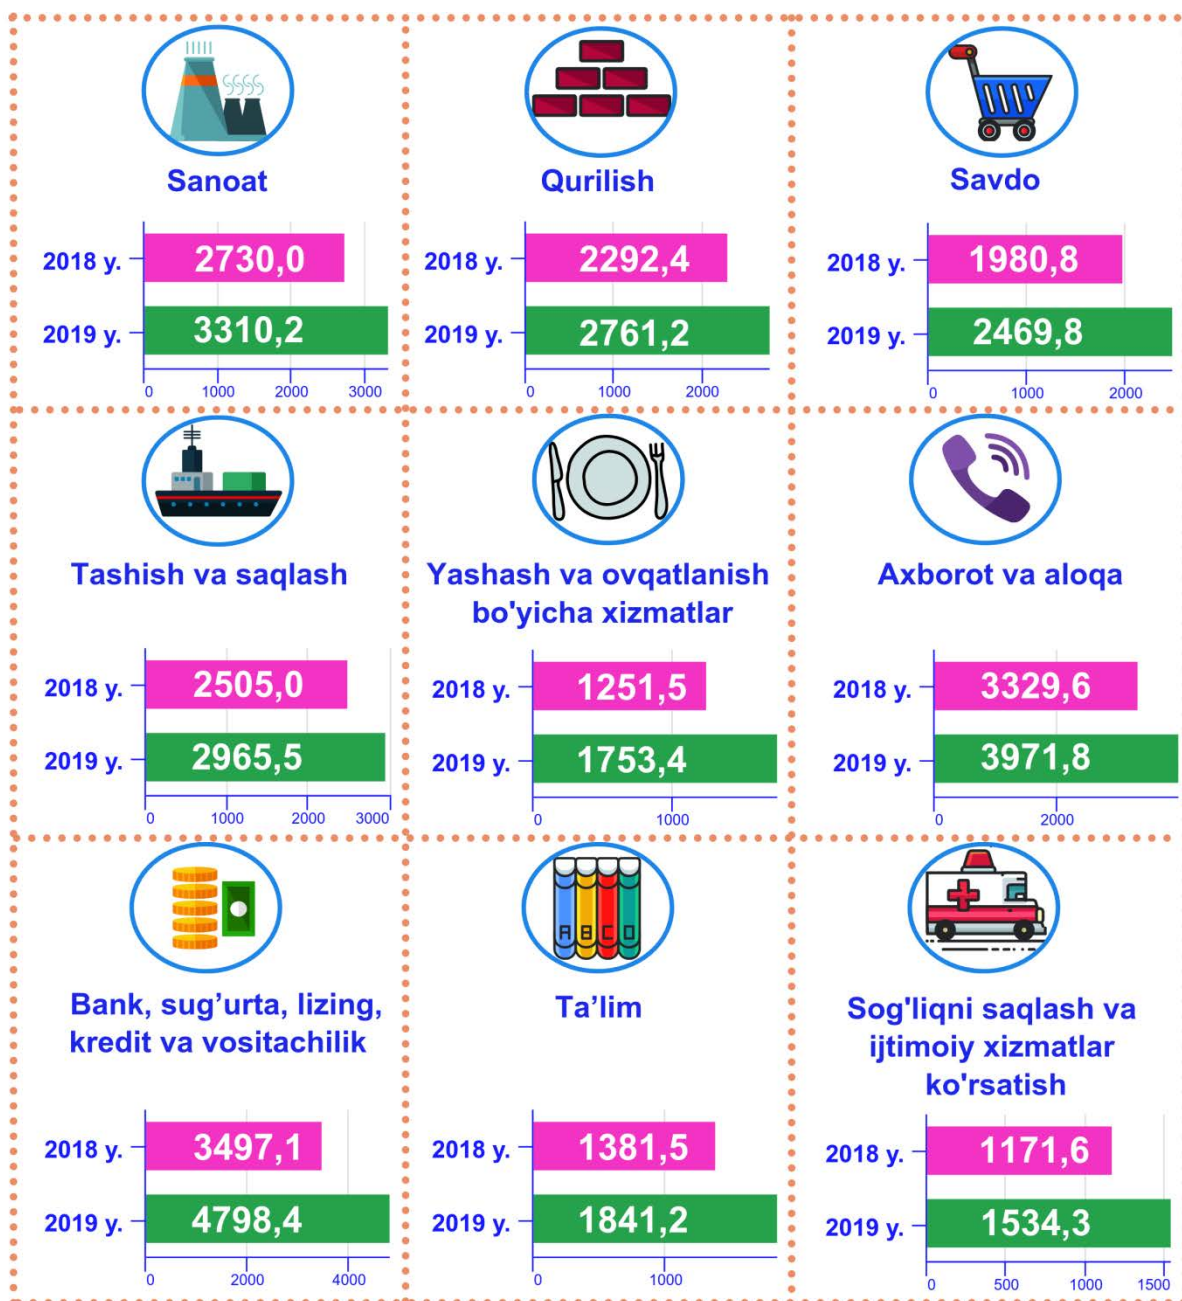 Sanoat
2018 y. 2730,0
2019 y. 3310,2
0 1000 2000 3000
Qurilish
2018 y. 2292,4
2019 y. 2761,2
0 1000 2000
Savdo
2018 y. 1980,8
2019 y. 2469,8
0 1000 2000
Tashish va saqlash
2018 y. 2505,0
2019 y. 2965,5
0 1000 2000 3000
Yashash va ovqatlanish
bo'yicha xizmatlar
2018 y. 1251,5
2019 y. 1753,4
0 1000
Axborot va aloqa
2018 y. 3329,6
2019 y. 3971,8
0 2000
Bank, sug’urta, lizing,
kredit va vositachilik
2018 y. 3497,1
2019 y. 4798,4
0 2000 4000
A B C D
Ta’lim
2018 y. 1381,5
2019 y. 1841,2
0 1000
Sog'liqni saqlash va
ijtimoiy xizmatlar
ko'rsatish
2018 y. 1171,6
2019 y. 1534,3
0 500 1000 1500